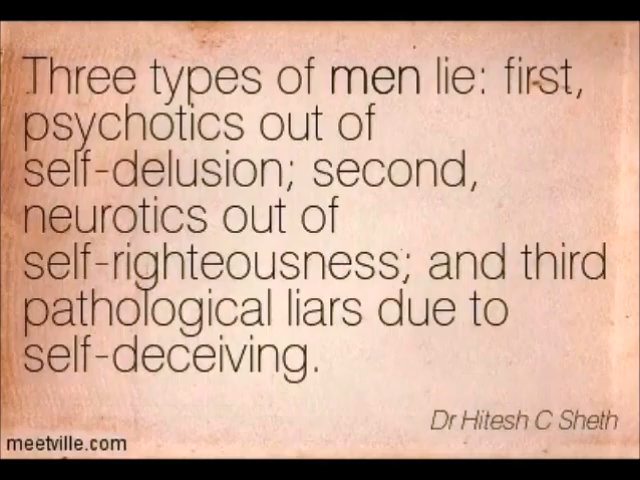 Three types of men lie: first,
psychotics out of
self-delusion; second,
neurotics out of
self-righteousness; and third
pathological liars due to
self-deceiving.
Dr Hitesh C Sheth
meetville.com